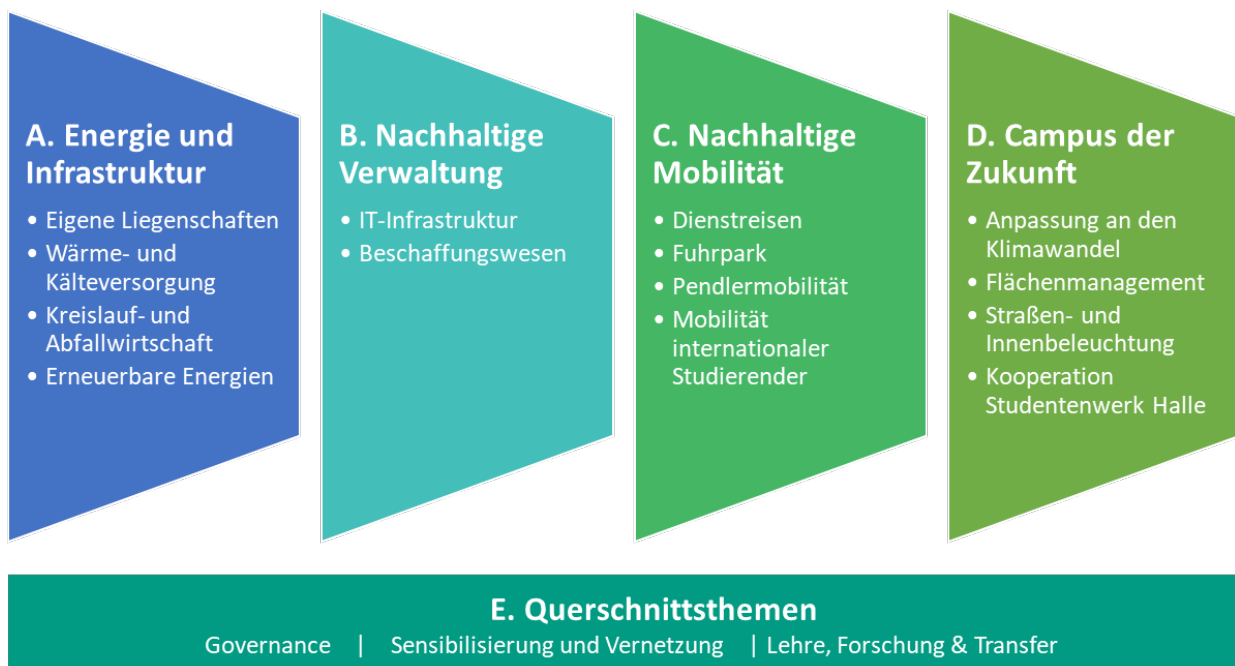 A. Energie und
Infrastruktur
• Eigene Liegenschaften
• Wärme- und
Kälteversorgung
• Kreislauf- und
Abfallwirtschaft
• Erneuerbare Energien
B. Nachhaltige
Verwaltung
• IT-Infrastruktur
• Beschaffungswesen
C. Nachhaltige
Mobilität
• Dienstreisen
• Fuhrpark
• Pendlermobilität
• Mobilität
internationaler
Studierender
D. Campus der
Zukunft
• Anpassung an den
Klimawandel
• Flächenmanagement
• Straßen- und
Innenbeleuchtung
• Kooperation
Studentenwerk Halle
E. Querschnittsthemen
Governance | Sensibilisierung und Vernetzung | Lehre, Forschung & Transfer